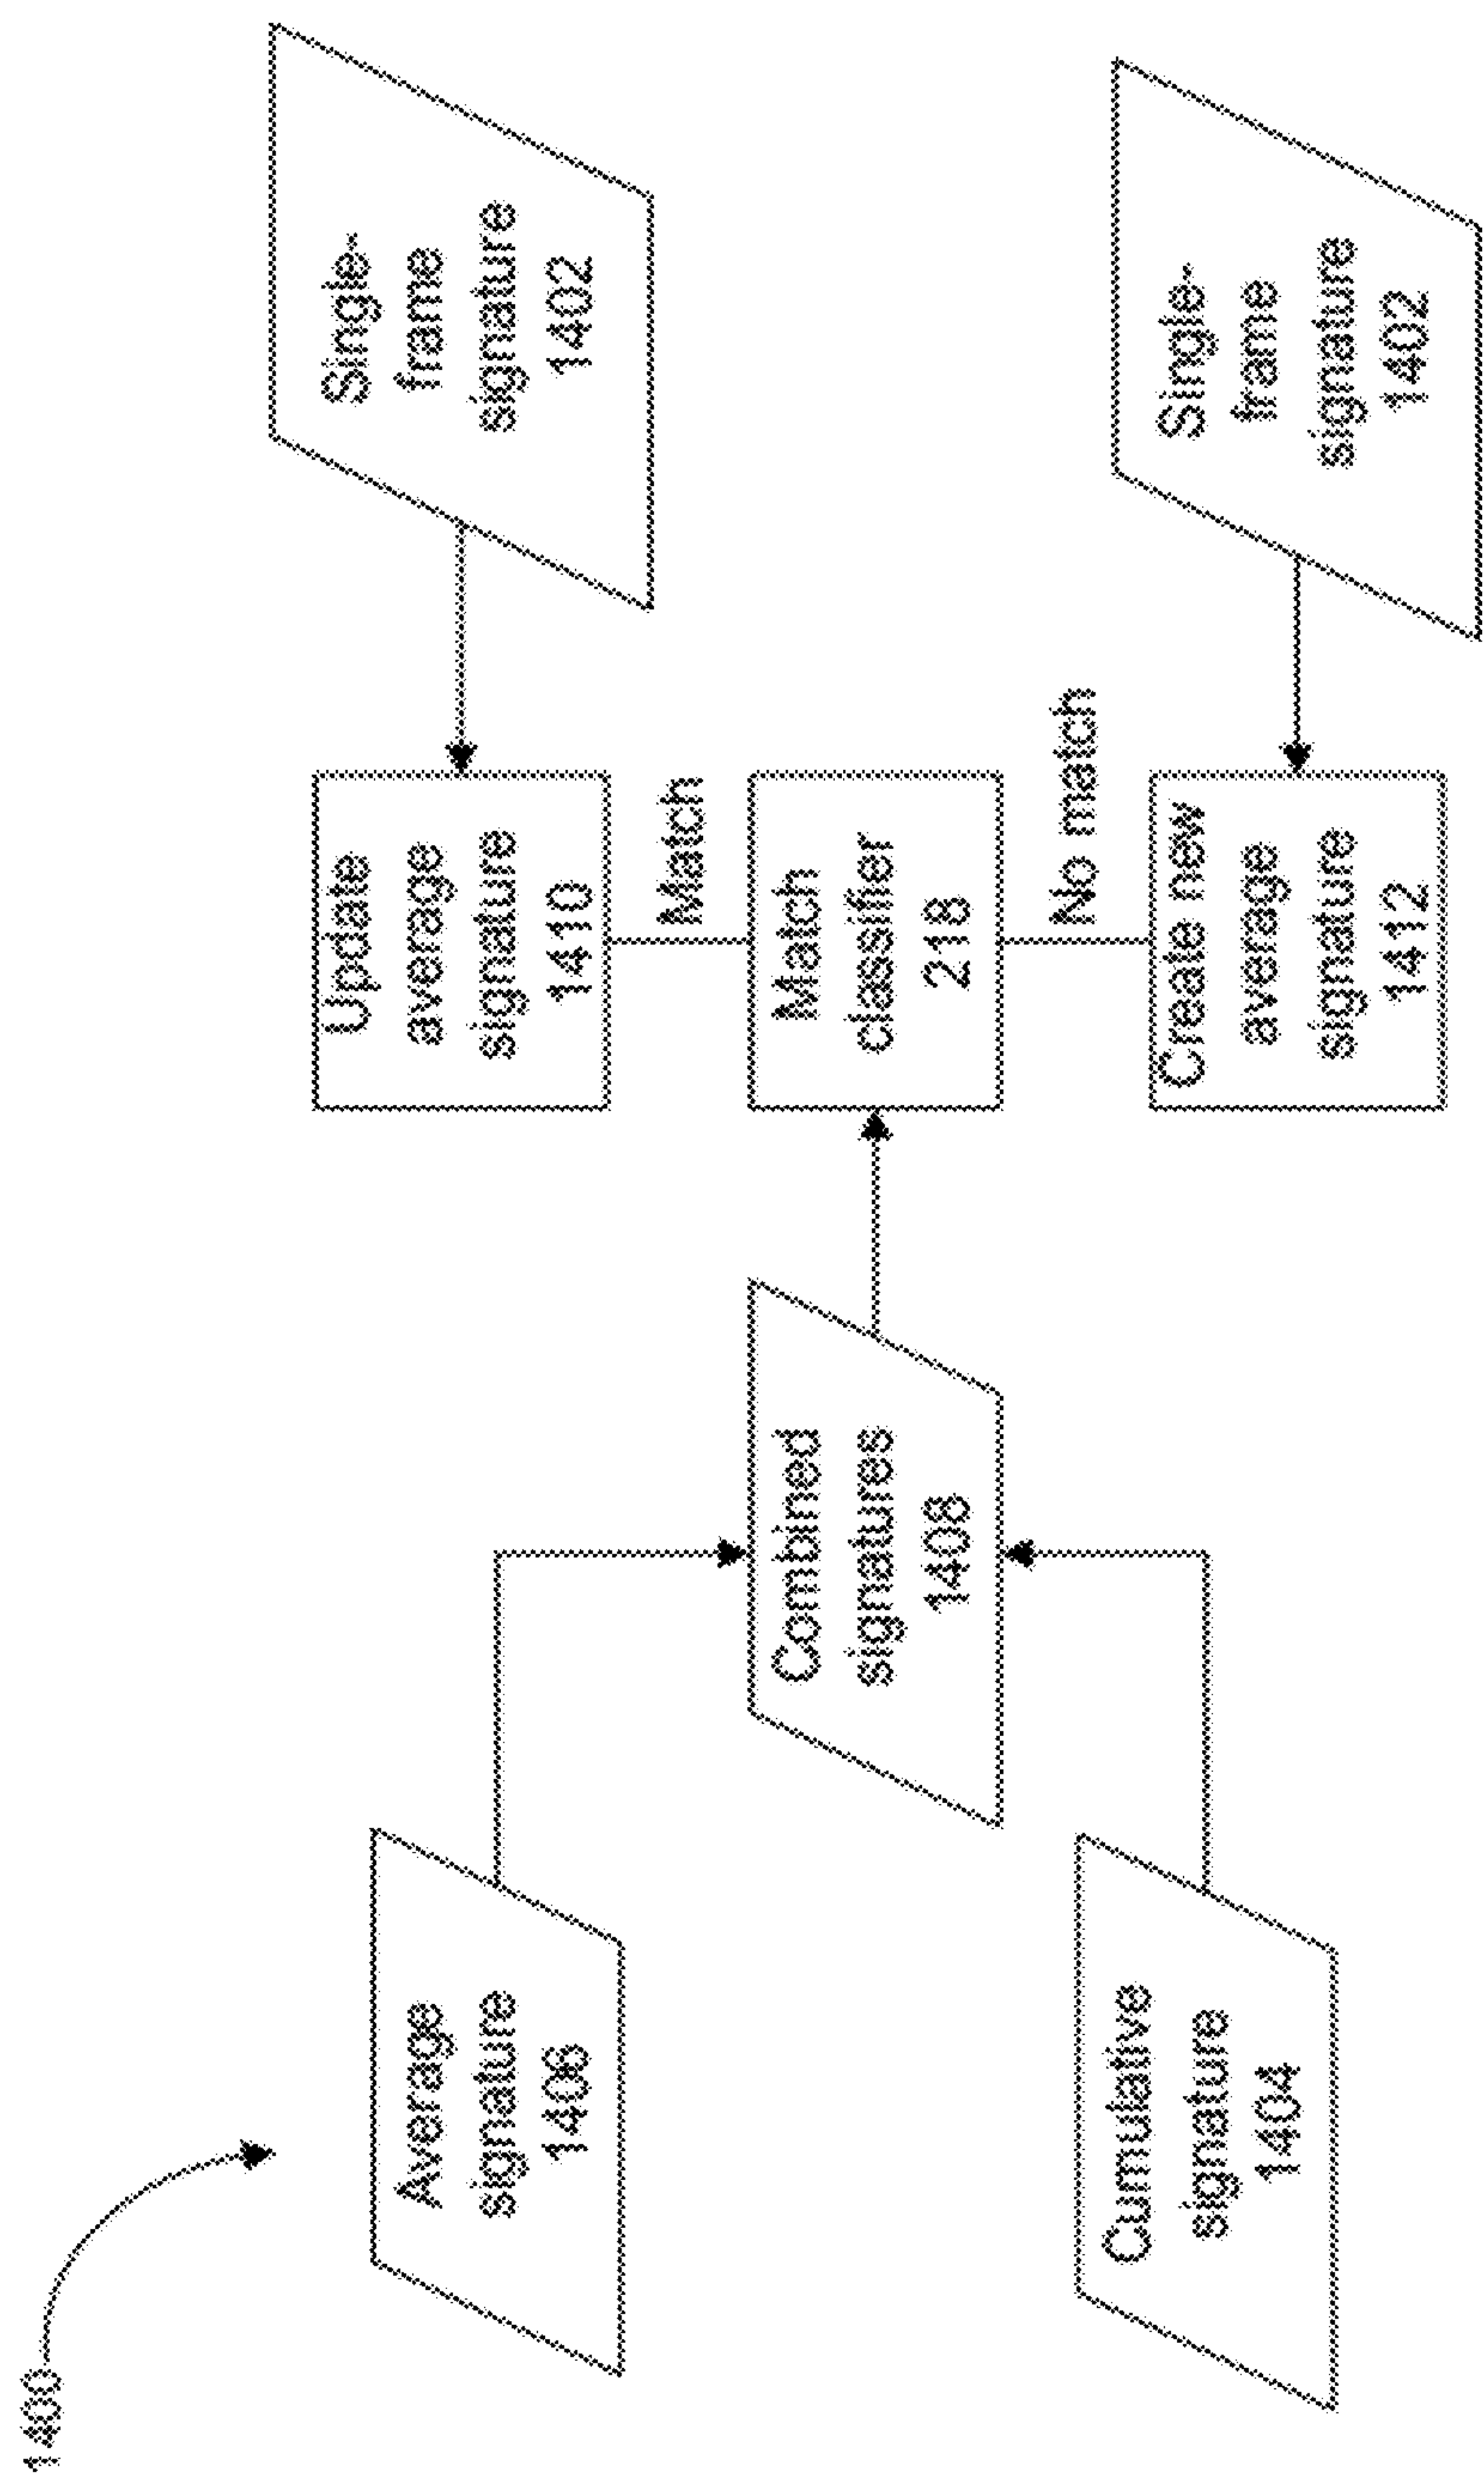 1400
Average
signature
1406
Cumulative
signature
1404
Combined
signatures
1408
Update
average
signature
1410
Match
Match
classifier
218
No match
Create new
average
signature
1412
Single-
frame
signature
1402
Single-
frame
signature
1402